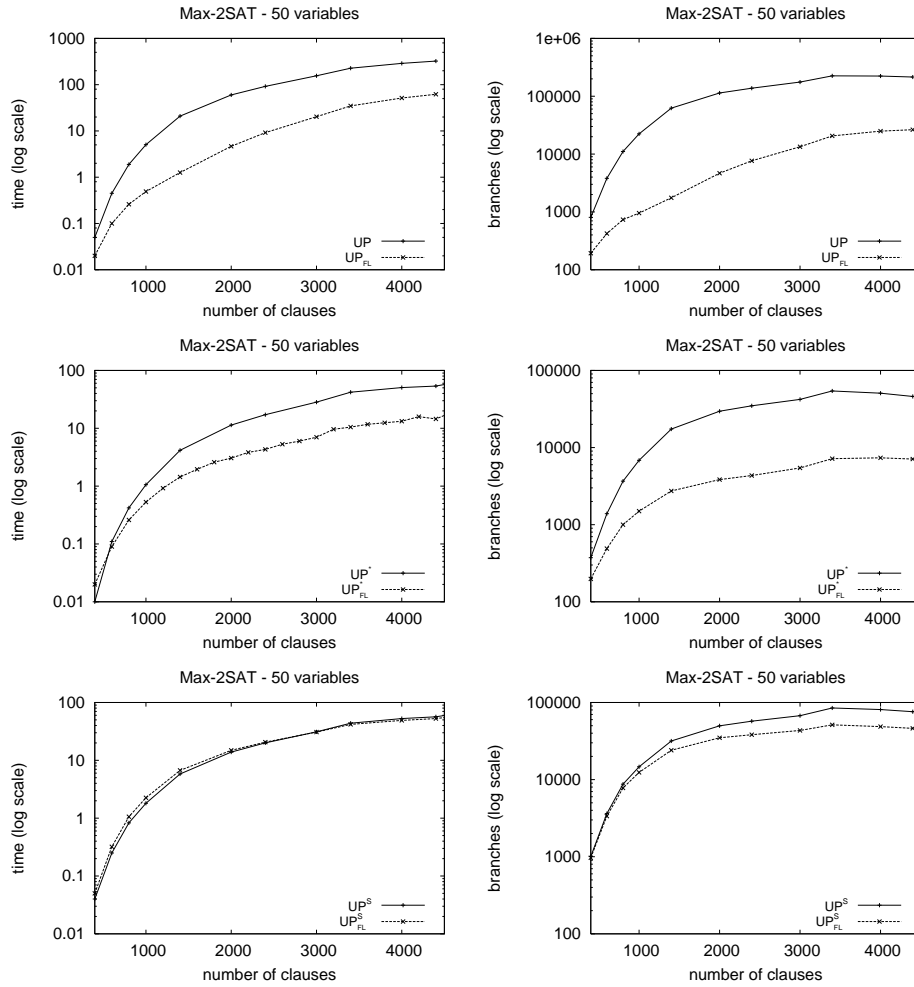 Max-2SAT - 50 variables
1000
100
10
1
0.1
0.01
time (log scale)
UP
UP_FL
1000 2000 3000 4000
number of clauses
Max-2SAT - 50 variables
1e+06
100000
10000
1000
100
branches (log scale)
UP
UP_FL
1000 2000 3000 4000
number of clauses
Max-2SAT - 50 variables
100
10
1
0.1
0.01
time (log scale)
UP^*
UP^*_FL
1000 2000 3000 4000
number of clauses
Max-2SAT - 50 variables
100000
10000
1000
100
branches (log scale)
UP^*
UP^*_FL
1000 2000 3000 4000
number of clauses
Max-2SAT - 50 variables
100
10
1
0.1
0.01
time (log scale)
UP^S
UP^S_FL
1000 2000 3000 4000
number of clauses
Max-2SAT - 50 variables
100000
10000
1000
100
branches (log scale)
UP^S
UP^S_FL
1000 2000 3000 4000
number of clauses